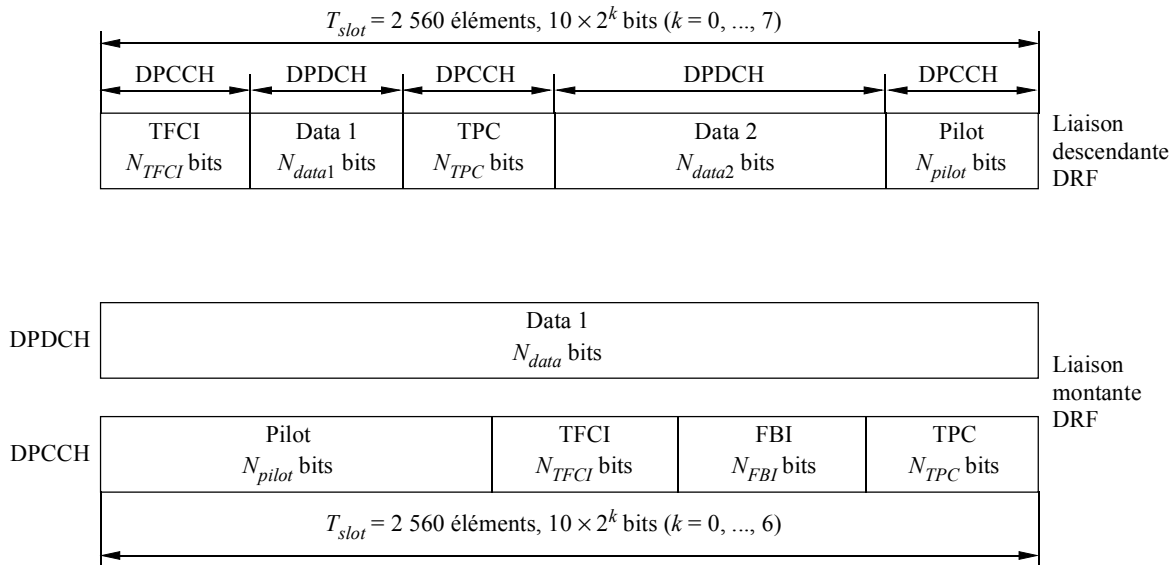 T_slot = 2 560 éléments, 10 × 2^k bits (k = 0, ..., 7)
DPCCH DPDCH DPCCH DPDCH DPCCH
TFCI Data 1 TPC Data 2 Pilot
N_TFCI bits N_data1 bits N_TPC bits N_data2 bits N_pilot bits
Liaison
descendante
DRF
DPDCH
Data 1
N_data bits
Liaison
montante
DRF
DPCCH
Pilot TFCI FBI TPC
N_pilot bits N_TFCI bits N_FBI bits N_TPC bits
T_slot = 2 560 éléments, 10 × 2^k bits (k = 0, ..., 6)